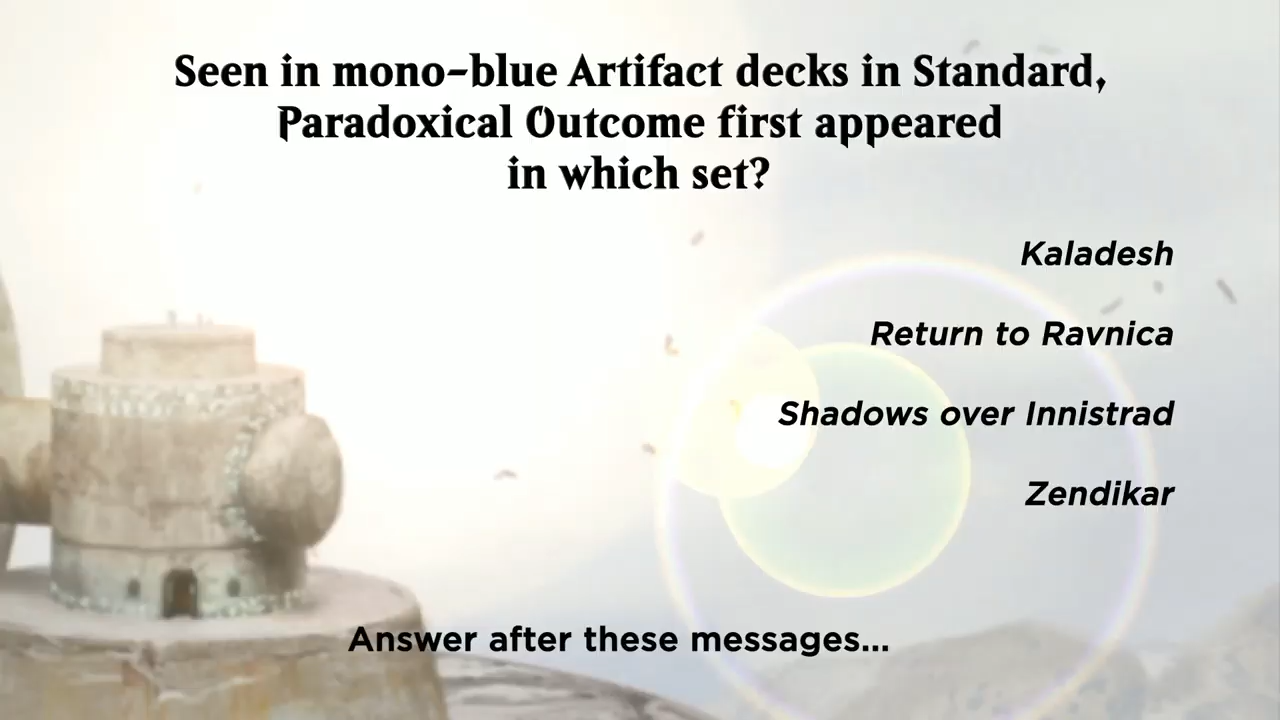 Seen in mono-blue Artifact decks in Standard,
Paradoxical Outcome first appeared
in which set?
Kaladesh
Return to Ravnica
Shadows over Innistrad
Zendikar
Answer after these messages...